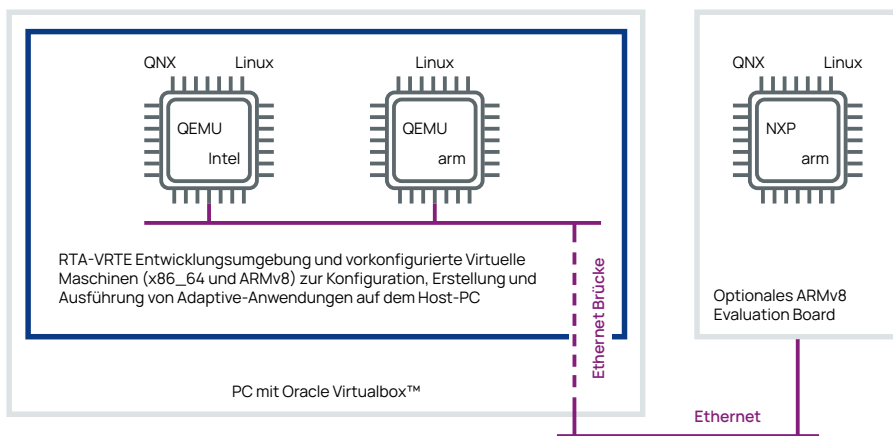 QNX Linux
QEMU
Intel
Linux
QEMU
arm
QNX Linux
NXP
arm
RTA-VRTE Entwicklungsumgebung und vorkonfigurierte Virtuelle
Maschinen (x86_64 und ARMv8) zur Konfiguration, Erstellung und
Ausführung von Adaptive-Anwendungen auf dem Host-PC
Ethernet Brücke
Optionales ARMv8
Evaluation Board
PC mit Oracle Virtualbox™
Ethernet